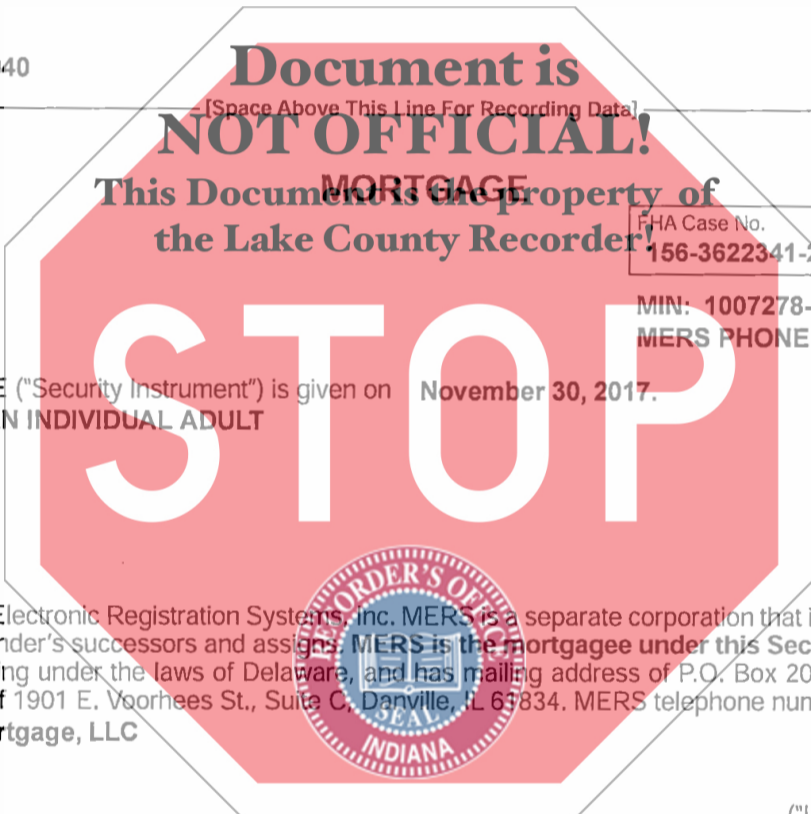 40
Document is
[Space Above This Line For Recording Data]
NOT OFFICIAL!
MORTGAGE
This Document is the property of
the Lake County Recorder!
FHA Case No.
156-3622341-2
MIN: 1007278-
MERS PHONE
STOP
("Security Instrument") is given on November 30, 2017.
N INDIVIDUAL ADULT
RECORDER'S OFFICE
Electronic Registration Systems, Inc. MERS is a separate corporation that i
nder's successors and assigns. MERS is the mortgagee under this Sec
ng under the laws of Delaware, and has mailing address of P.O. Box 20
f 1901 E. Voorhees St., Suite C, Danville, IL 61834. MERS telephone num
rtgage, LLC
SEAL
INDIANA